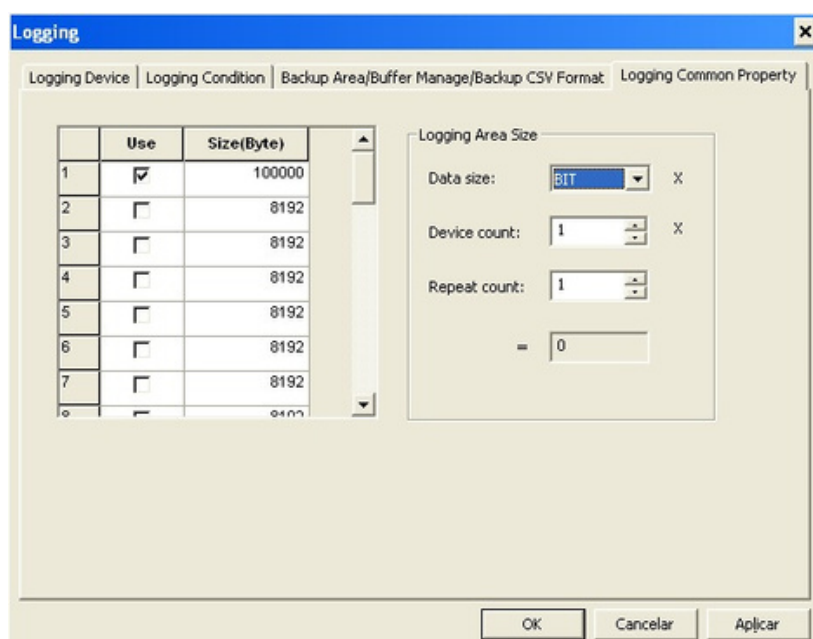 Logging
Logging Device Logging Condition Backup Area/Buffer Manage/Backup CSV Format Logging Common Property
Use Size(Byte)
1 100000
2 8192
3 8192
4 8192
5 8192
6 8192
7 8192
8 8192
Logging Area Size
Data size: BIT X
Device count: 1 X
Repeat count: 1
= 0
OK Cancelar Aplicar